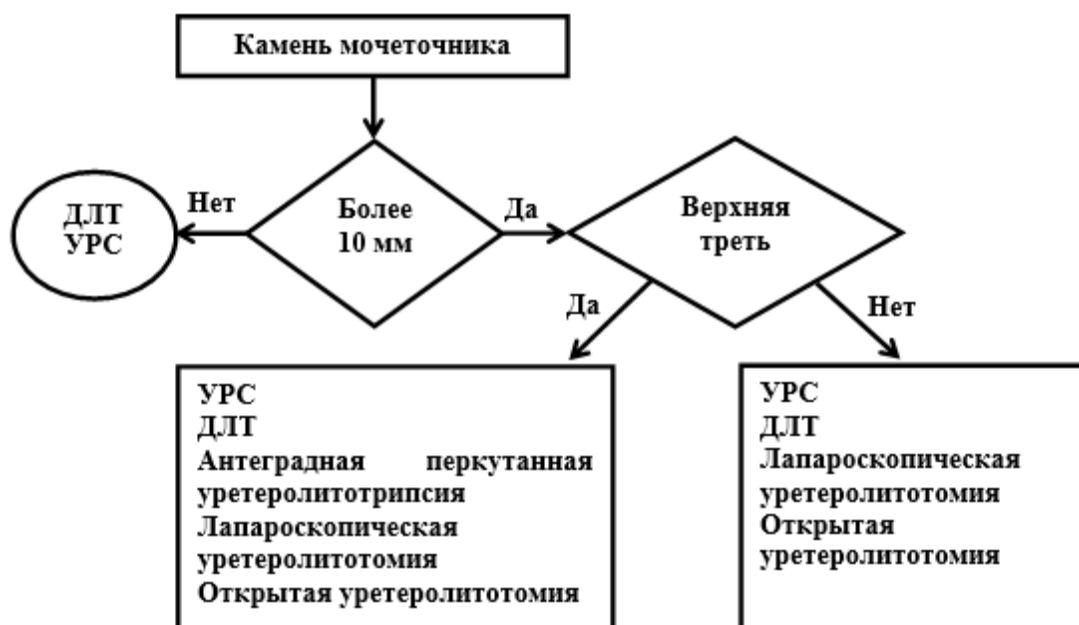 Камень мочеточника
Нет
ДЛТ
УРС
Более
10 мм
Да
Верхняя
треть
Да
Нет
УРС
ДЛТ
Антеградная перкутанная
уретеролитотрипсия
Лапароскопическая
уретеролитотомия
Открытая уретеролитотомия
УРС
ДЛТ
Лапароскопическая
уретеролитотомия
Открытая
уретеролитотомия